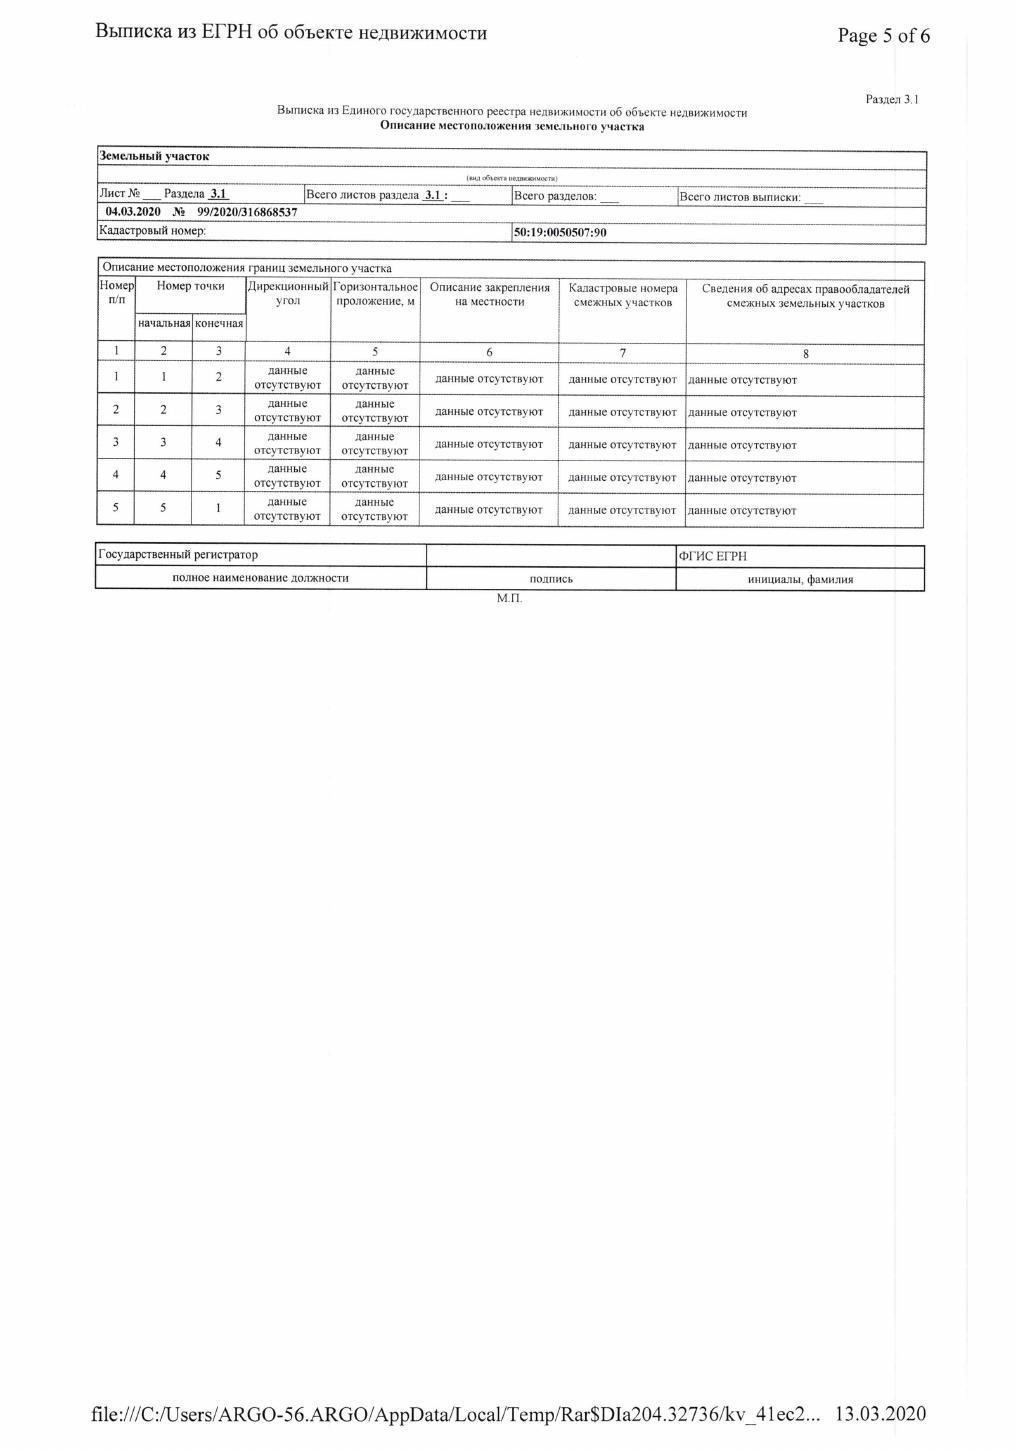 Выписка из ЕГРН об объекте недвижимости
Page 5 of 6
Раздел 3.1
Выписка из Единого государственного реестра недвижимости об объекте недвижимости
Описание местоположения земельного участка
Земельный участок
(вид объекта недвижимости)
Лист № ___ Раздела 3.1 Всего листов раздела 3.1 : ___ Всего разделов: ___ Всего листов выписки: ___
04.03.2020 № 99/2020/316868537
Кадастровый номер: 50:19:0050507:90
Описание местоположения границ земельного участка
Номер Номер точки Дирекционный Горизонтальное Описание закрепления Кадастровые номера Сведения об адресах правообладателей
п/п угол проложение, м на местности смежных участков смежных земельных участков
начальная конечная
1 2 3 4 5 6 7 8
1 1 2 данные отсутствуют данные отсутствуют данные отсутствуют данные отсутствуют данные отсутствуют
2 2 3 данные отсутствуют данные отсутствуют данные отсутствуют данные отсутствуют данные отсутствуют
3 3 4 данные отсутствуют данные отсутствуют данные отсутствуют данные отсутствуют данные отсутствуют
4 4 5 данные отсутствуют данные отсутствуют данные отсутствуют данные отсутствуют данные отсутствуют
5 5 1 данные отсутствуют данные отсутствуют данные отсутствуют данные отсутствуют данные отсутствуют
Государственный регистратор ФГИС ЕГРН
полное наименование должности подпись инициалы, фамилия
М.П.
file:///C:/Users/ARGO-56.ARGO/AppData/Local/Temp/Rar$DIa204.32736/kv_41ec2... 13.03.2020